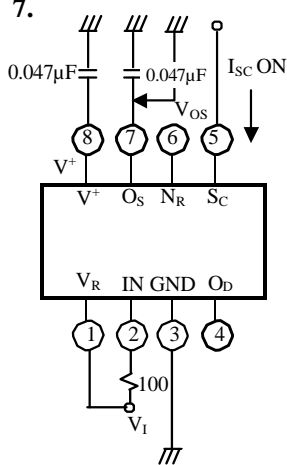 7.
0.047μF
0.047μF
I_SC ON
V_OS
8 7 6 5
V⁺
V⁺ O_S N_R S_C
V_R IN GND O_D
1 2 3 4
100
V_I